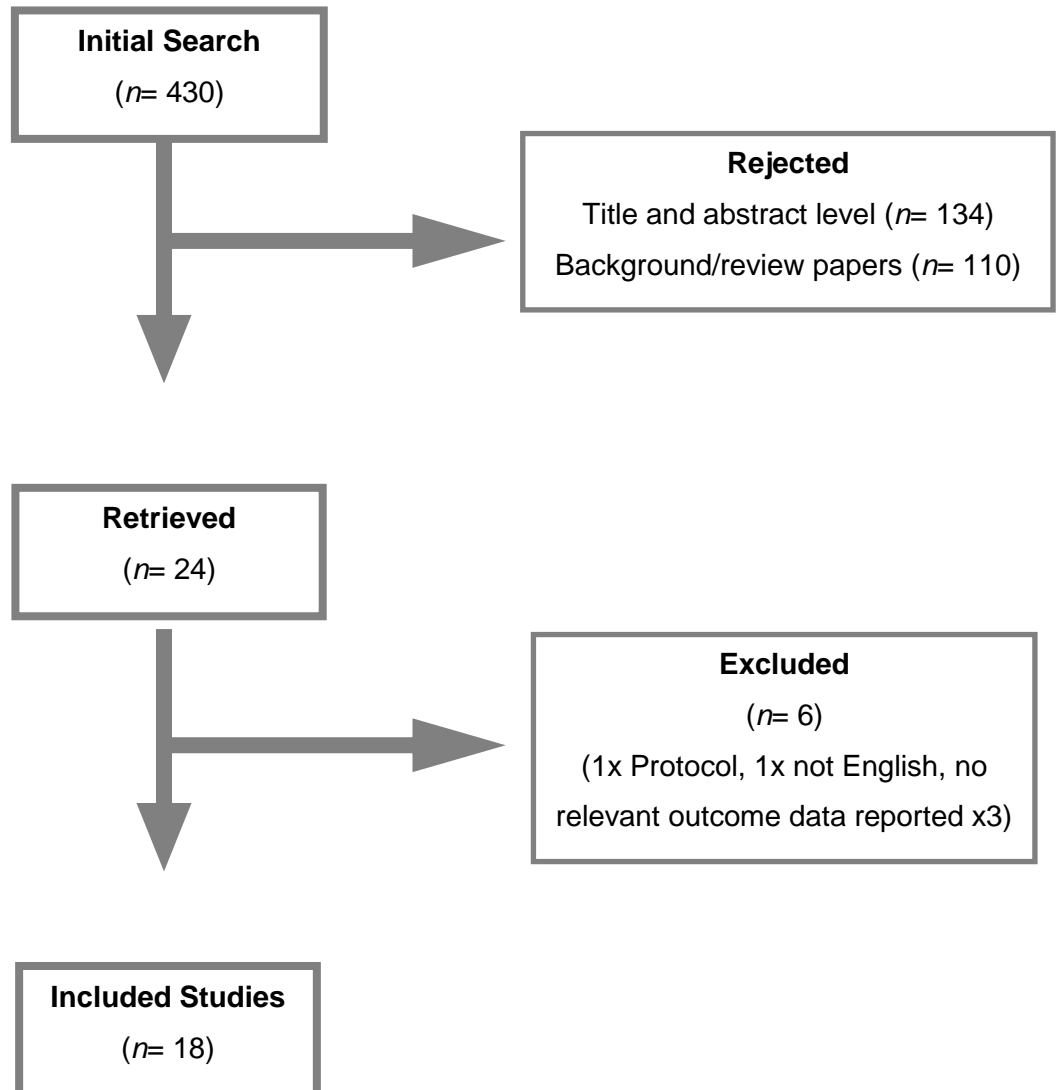 Initial Search
(n= 430)
Rejected
Title and abstract level (n= 134)
Background/review papers (n= 110)
Retrieved
(n= 24)
Excluded
(n= 6)
(1x Protocol, 1x not English, no
relevant outcome data reported x3)
Included Studies
(n= 18)